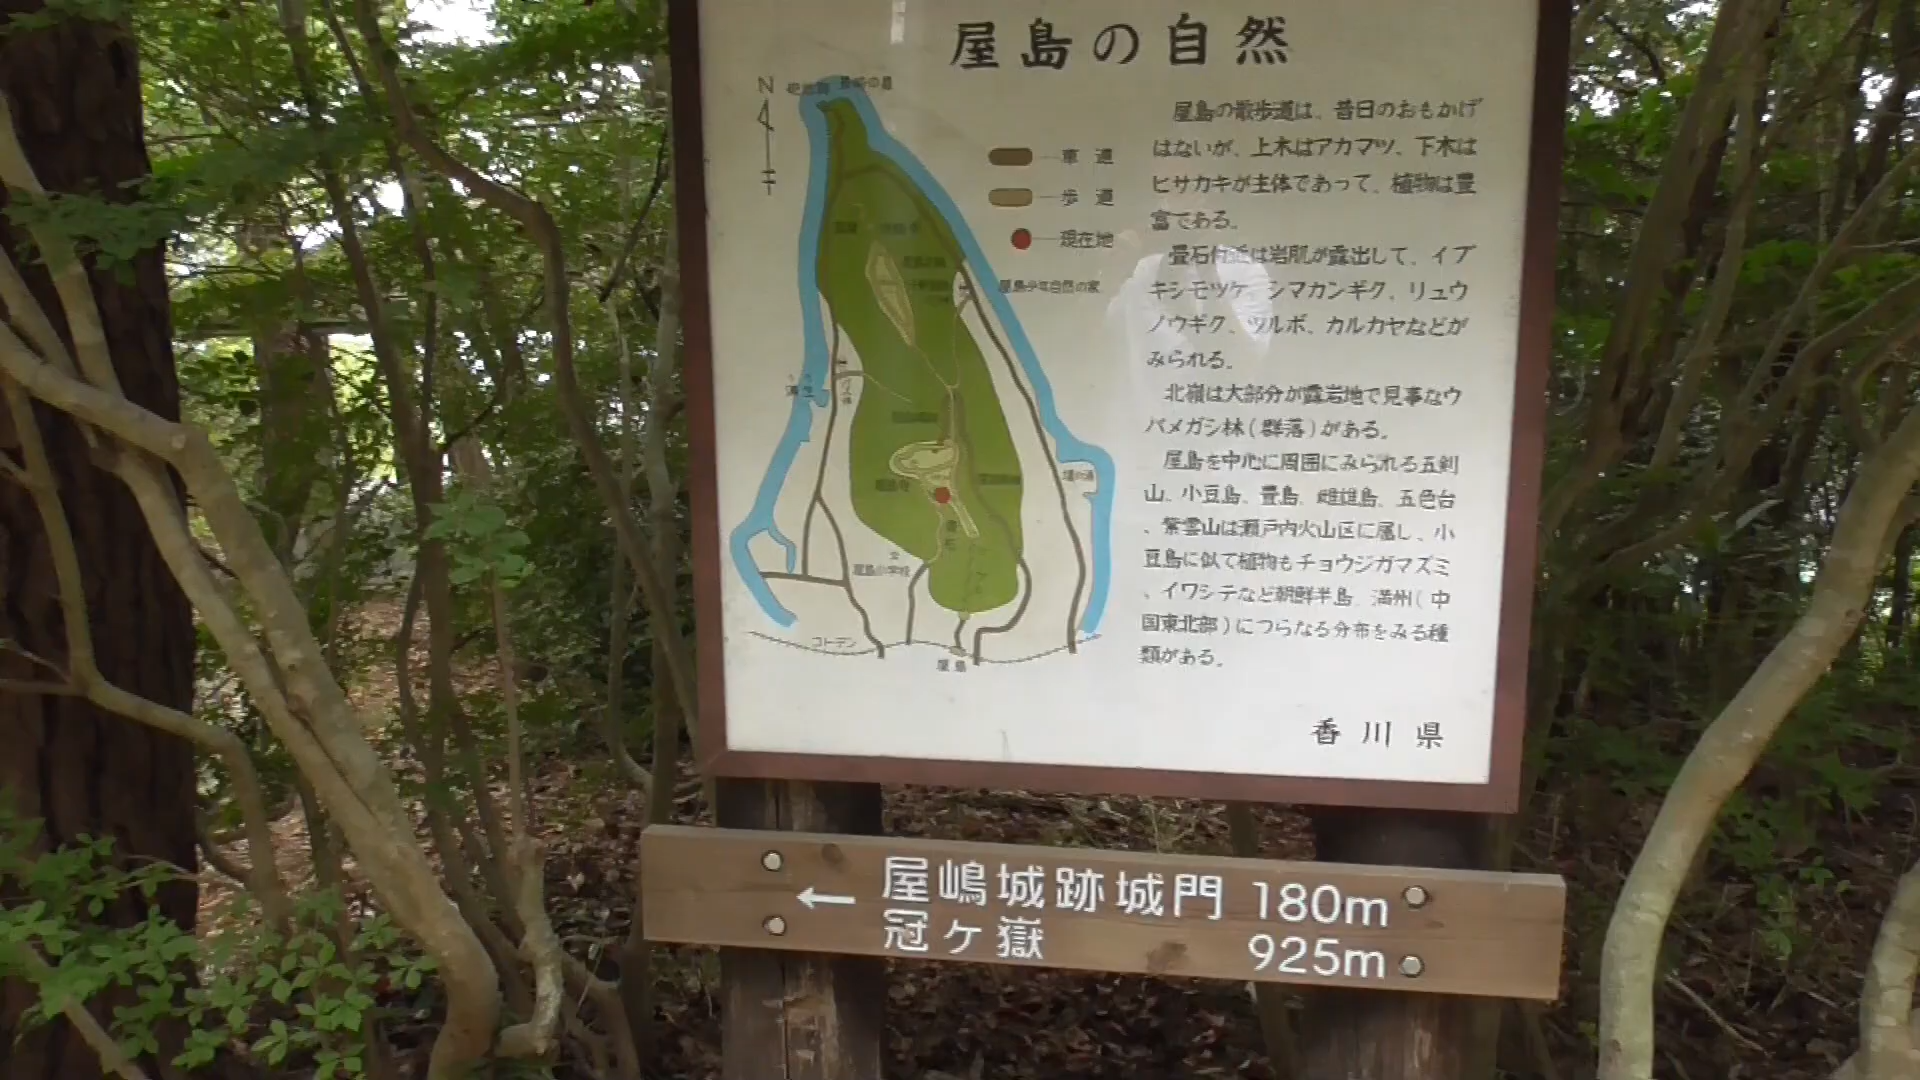 屋島の自然
N
車道
歩道
現在地
屋島少年自然の家
屋島小学校
コトデン
屋島
屋島の散歩道は、昔日のおもかげ
はないが、上木はアカマツ、下木は
ヒサカキが主体であって、植物は豊
富である。
畳石付近は岩肌が露出して、イブ
キシモツケ、シマカンギク、リュウ
ノウギク、ツルボ、カルカヤなどが
みられる。
北嶺は大部分が露岩地で見事なウ
バメガシ林(群落)がある。
屋島を中心に周囲にみられる五剣
山、小豆島、豊島、雌雄島、五色台
、紫雲山は瀬戸内火山区に属し、小
豆島に似て植物もチョウジガマズミ
、イワシデなど朝鮮半島、満州(中
国東北部)につらなる分布をみる種
類がある。
香川県
← 屋嶋城跡城門 180m
冠ヶ嶽 925m